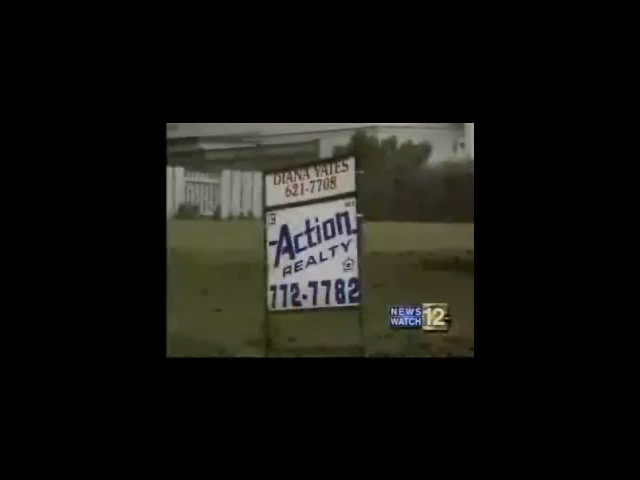 DIANA YATES
621-7708
Action
REALTY
772-7782
NEWS
WATCH 12